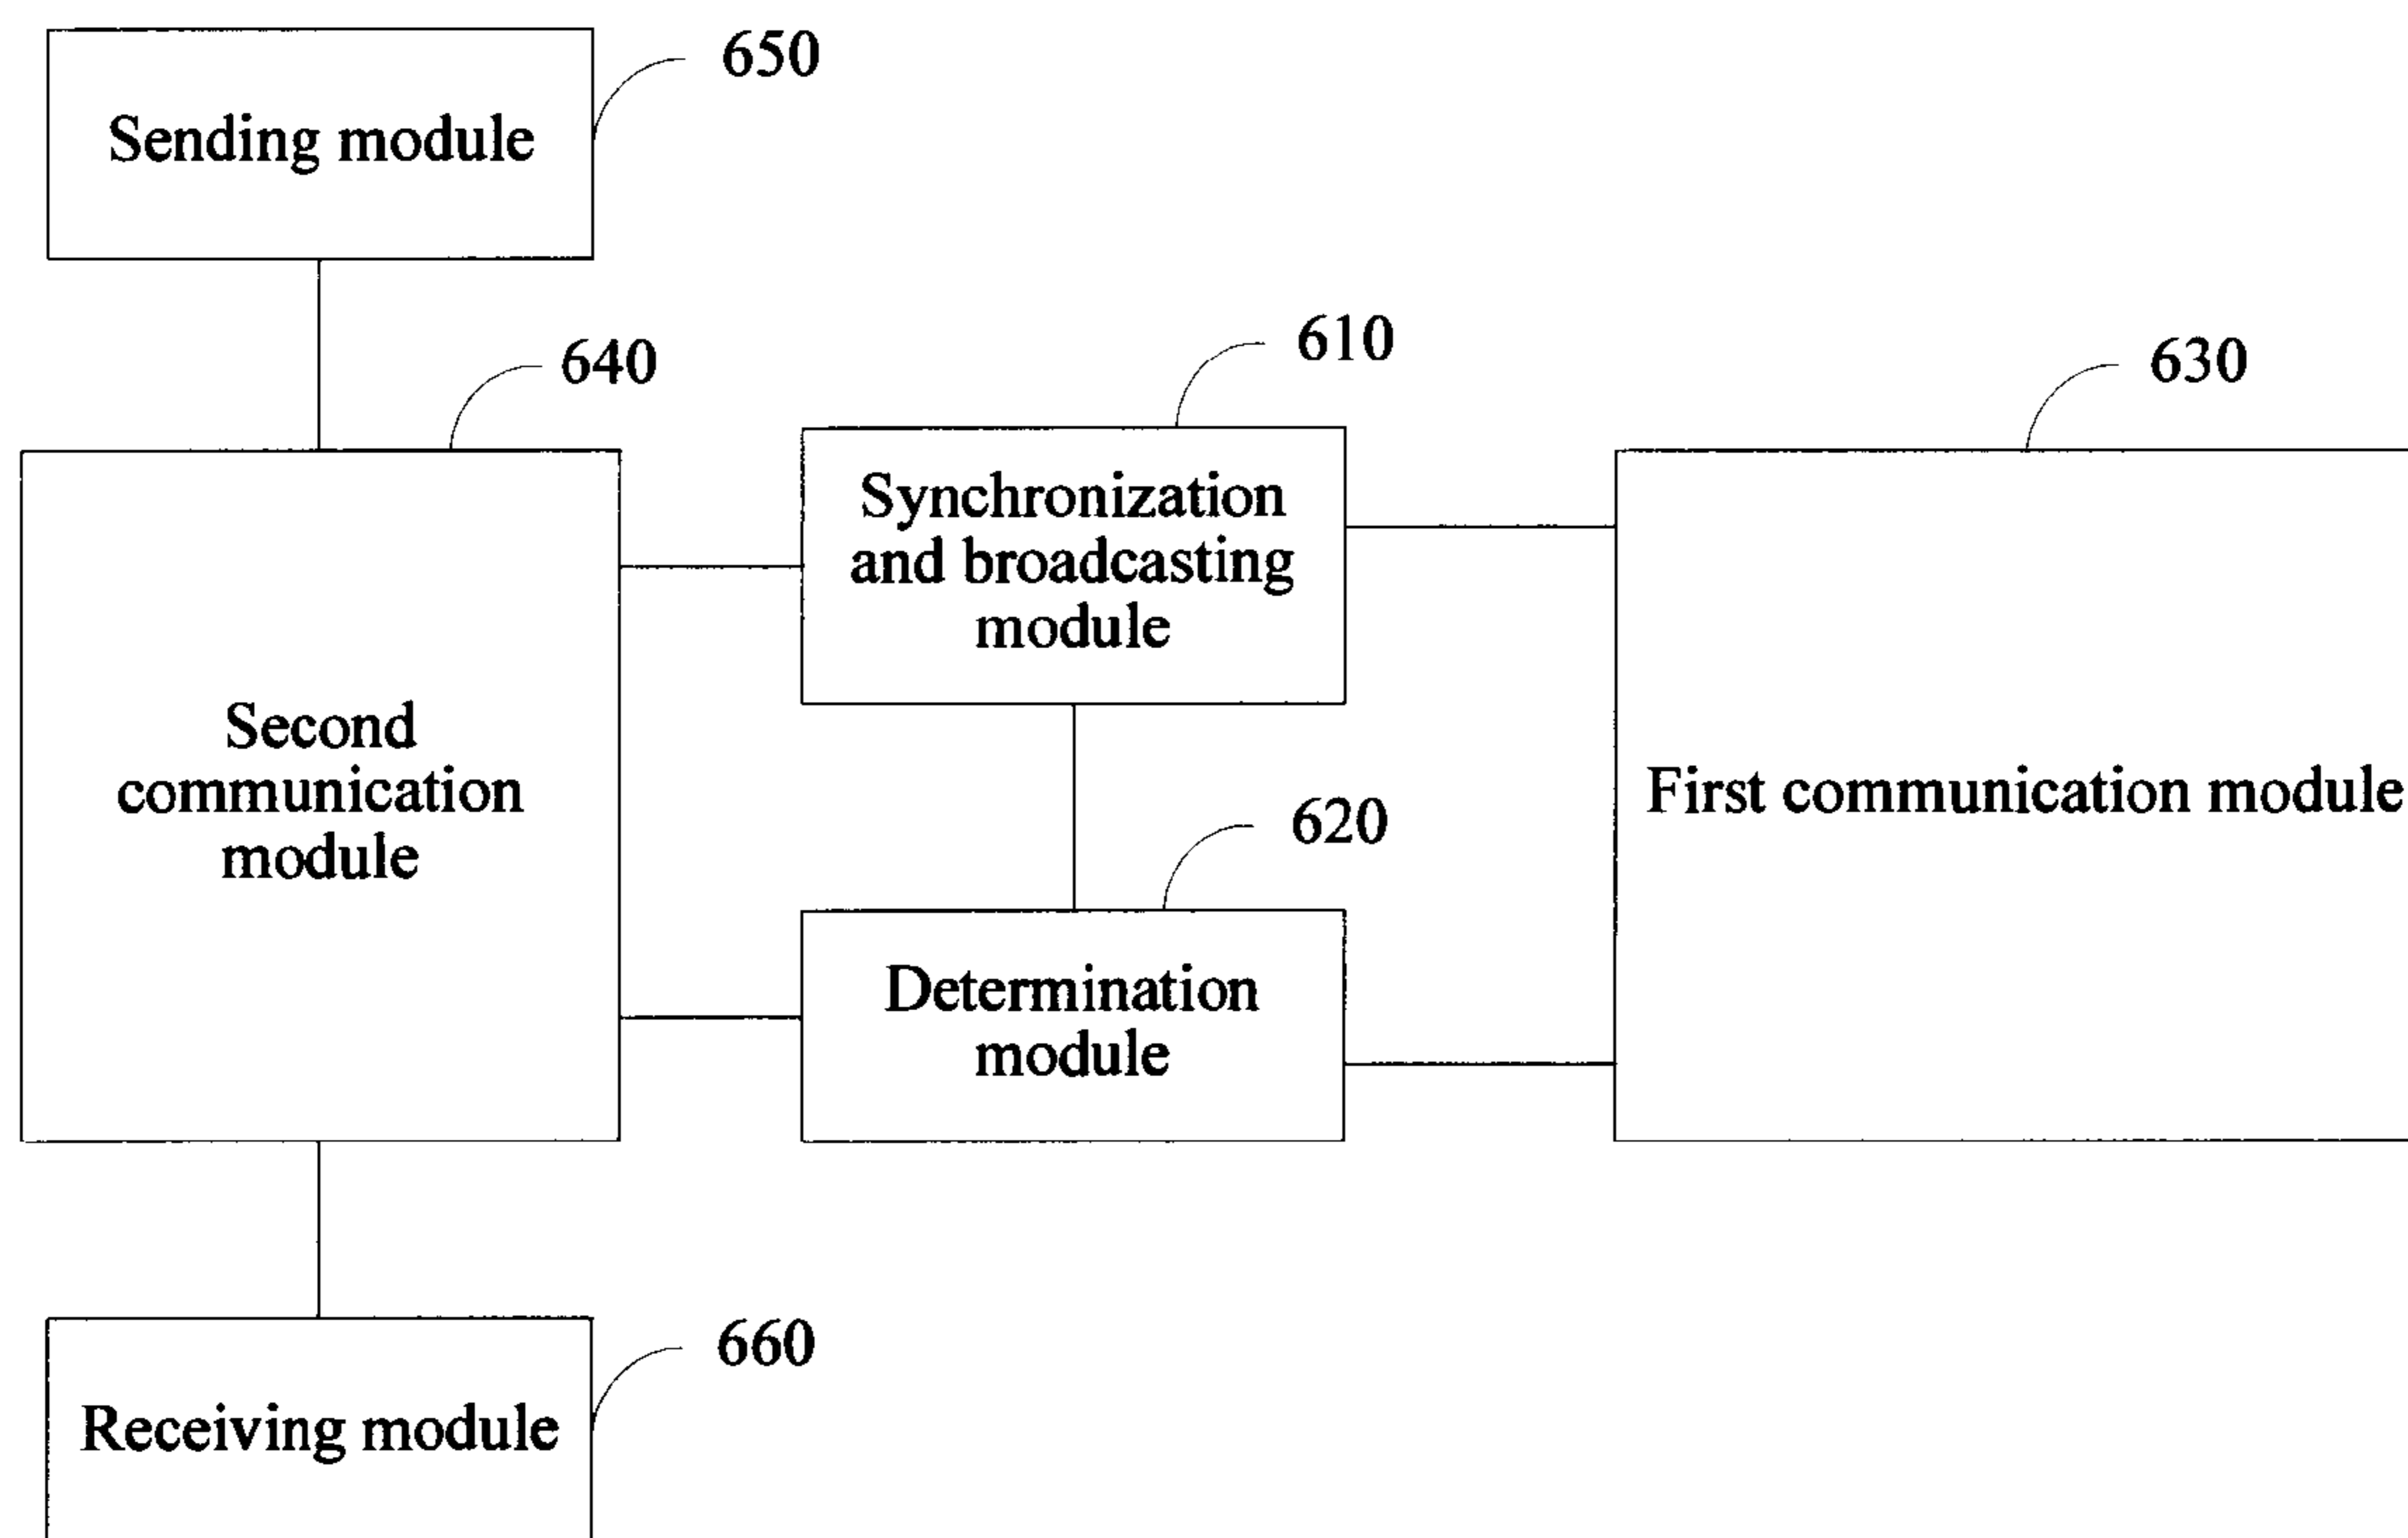 650
Sending module
640
610
630
Synchronization
and broadcasting
module
Second
communication
module
First communication module
620
Determination
module
660
Receiving module